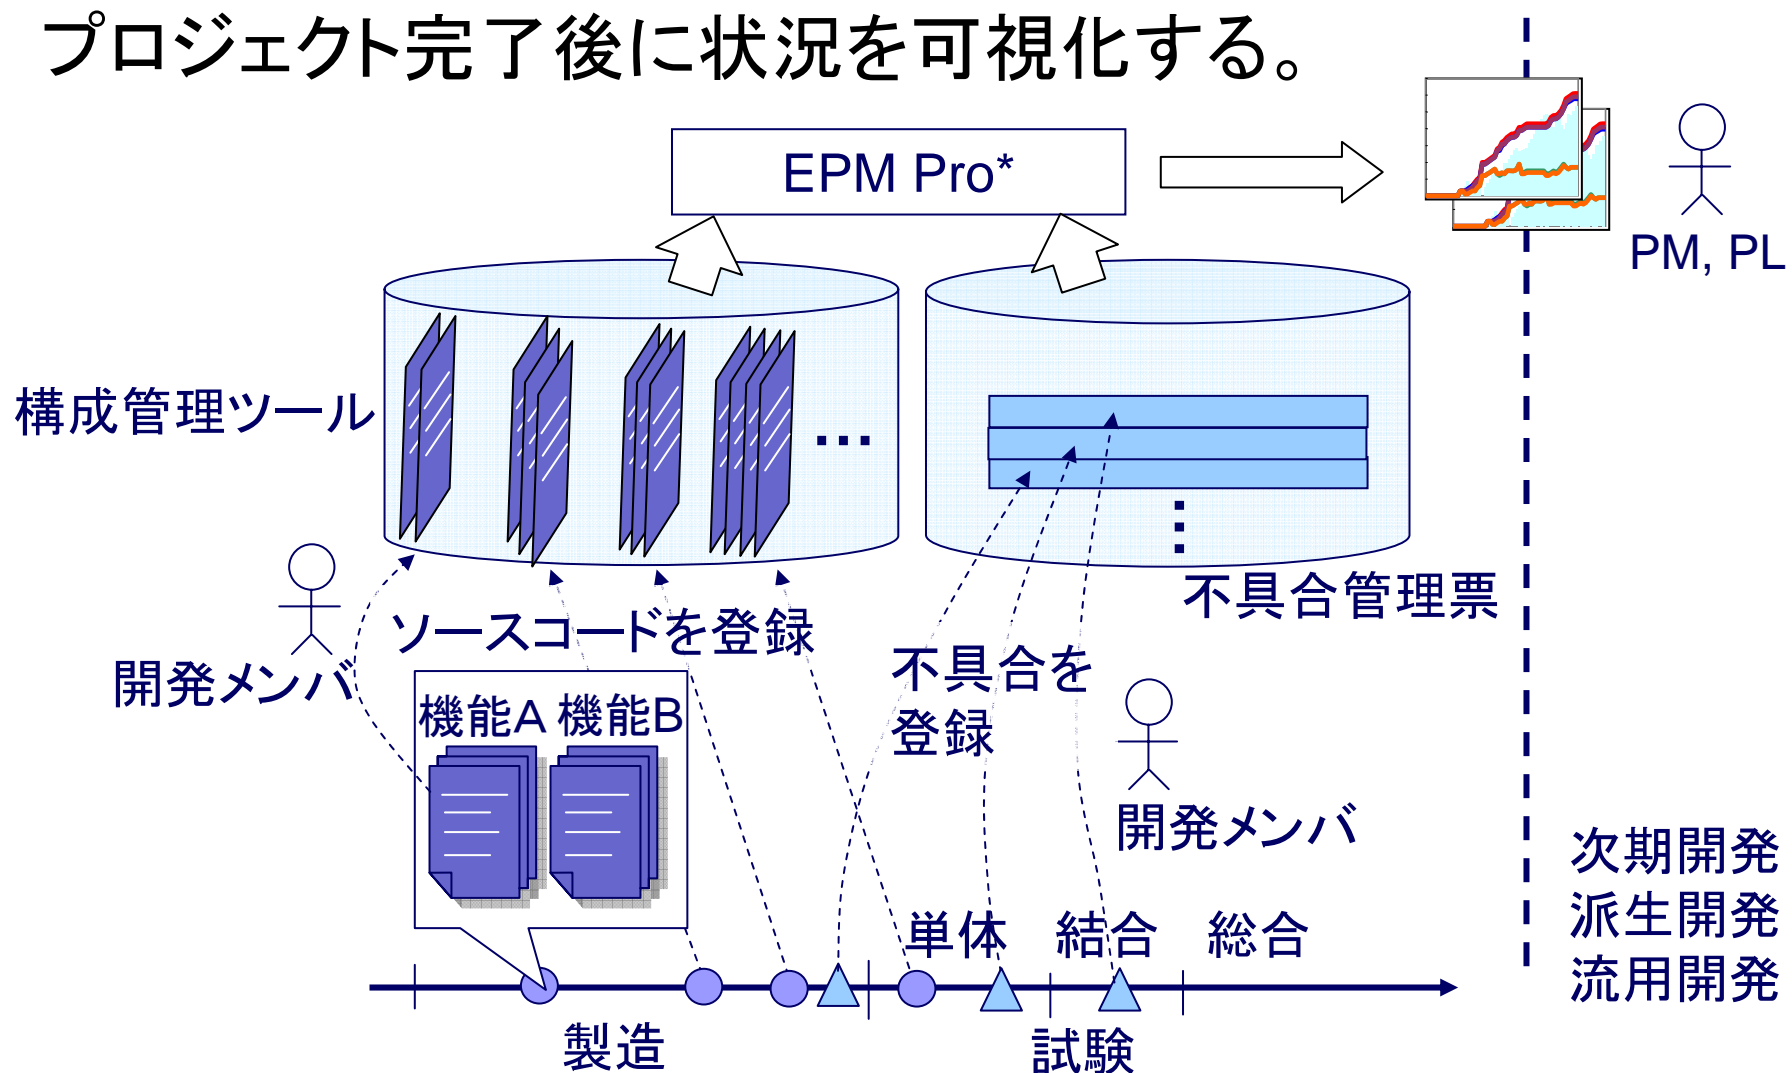 プロジェクト完了後に状況を可視化する。
EPM Pro*
PM, PL
構成管理ツール
…
不具合管理票
ソースコードを登録
開発メンバ
不具合を
登録
機能A 機能B
開発メンバ
次期開発
派生開発
流用開発
単体 結合 総合
製造
試験